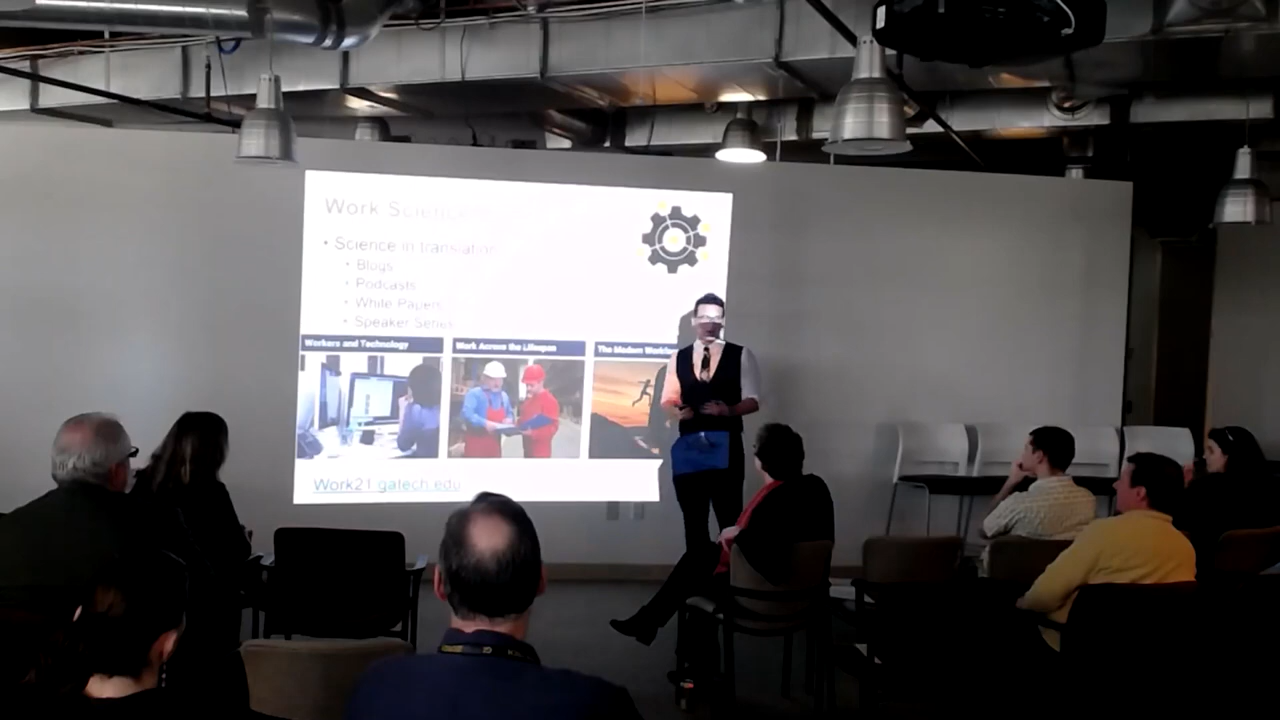 Work Science
• Science in translation
• Blogs
• Podcasts
• White Papers
• Speaker Series
Workers and Technology
Work Across the Lifespan
The Modern
Work21.gatech.edu